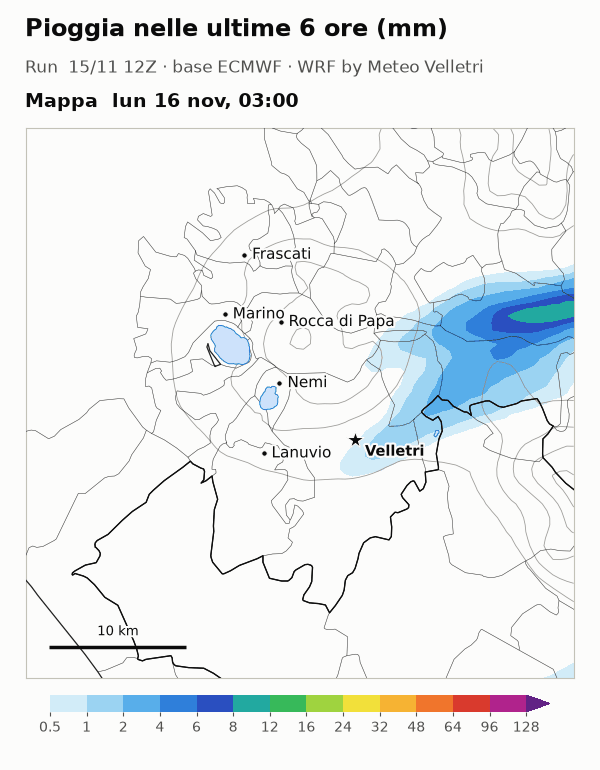 Pioggia nelle ultime 6 ore (mm)
Run  15/11 12Z · base ECMWF · WRF by Meteo Velletri
Mappa  lun 16 nov, 03:00
Frascati
Marino
Rocca di Papa
Nemi
Velletri
Lanuvio
10 km
0.5 1 2 4 6 8 12 16 24 32 48 64 96 128